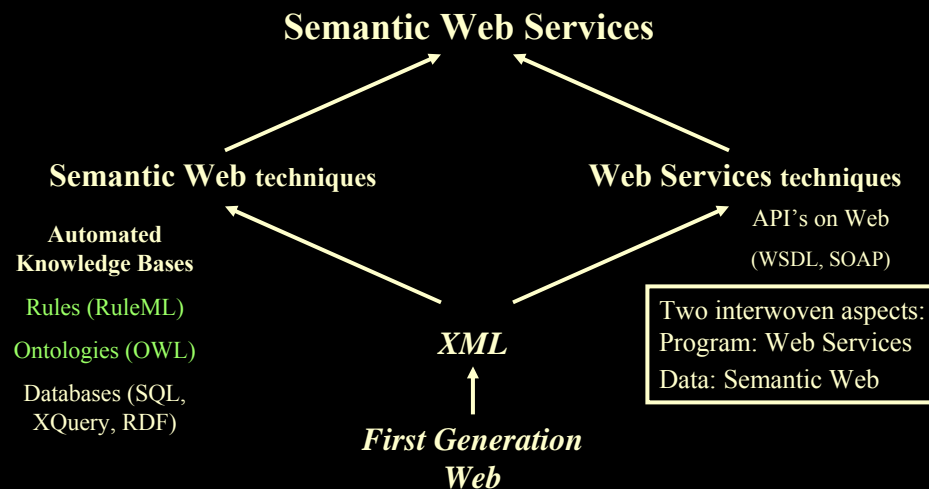 Semantic Web Services
Semantic Web techniques
Web Services techniques
Automated
Knowledge Bases
Rules (RuleML)
Ontologies (OWL)
Databases (SQL,
XQuery, RDF)
API's on Web
(WSDL, SOAP)
Two interwoven aspects:
Program: Web Services
Data: Semantic Web
XML
First Generation
Web